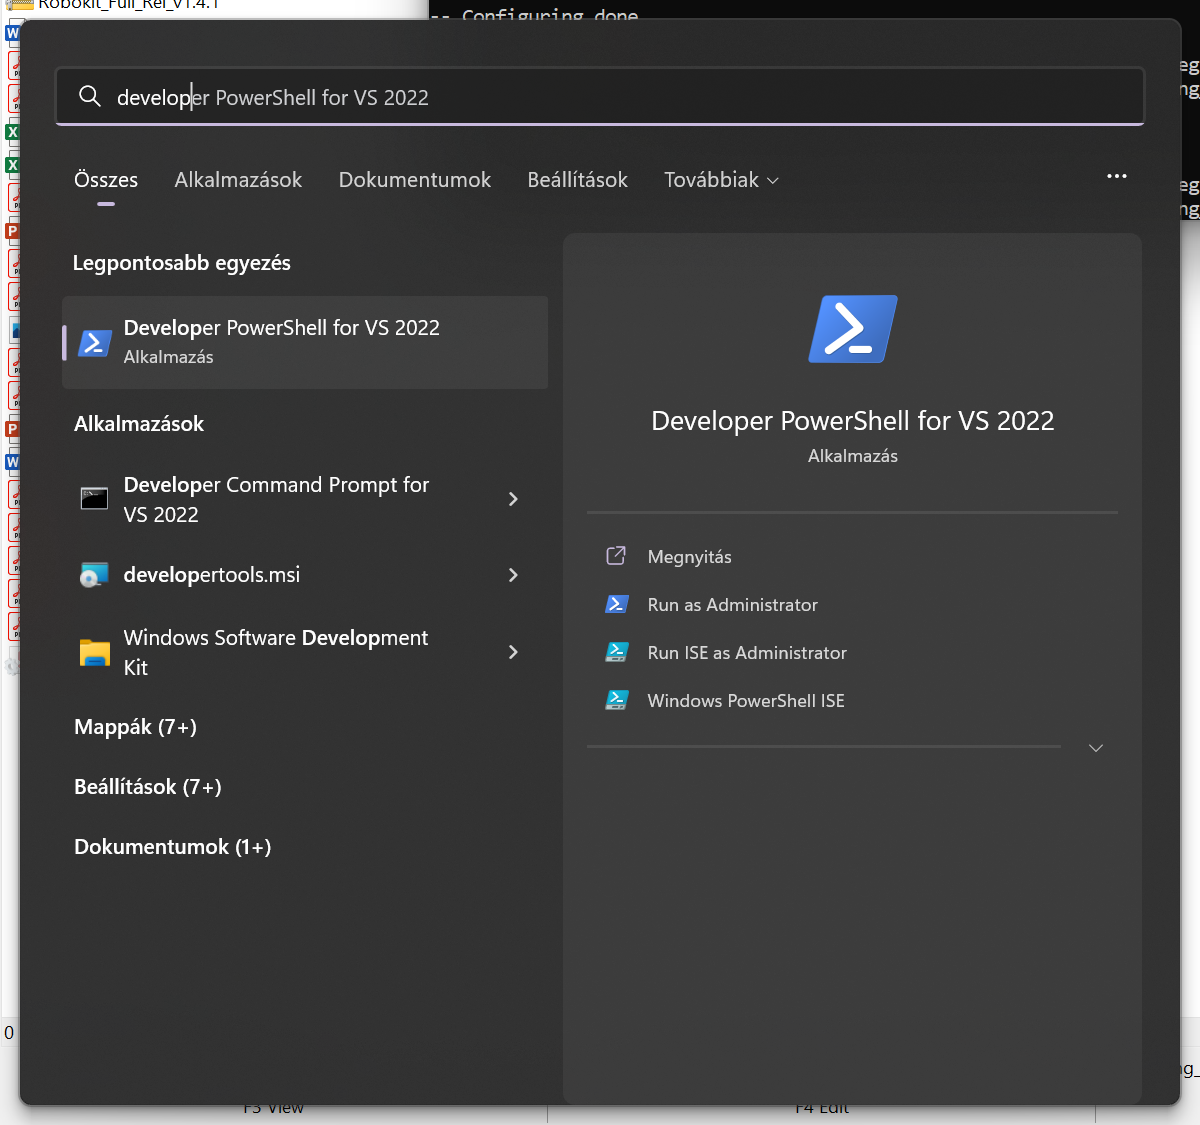 Robokit_Full_Rel_v1.4.1
-- Configuring done
developer PowerShell for VS 2022
Összes
Alkalmazások
Dokumentumok
Beállítások
Továbbiak
Legpontosabb egyezés
Developer PowerShell for VS 2022
Alkalmazás
Alkalmazások
Developer Command Prompt for
VS 2022
developertools.msi
Windows Software Development
Kit
Mappák (7+)
Beállítások (7+)
Dokumentumok (1+)
Developer PowerShell for VS 2022
Alkalmazás
Megnyitás
Run as Administrator
Run ISE as Administrator
Windows PowerShell ISE
0
F3 View
F4 Edit